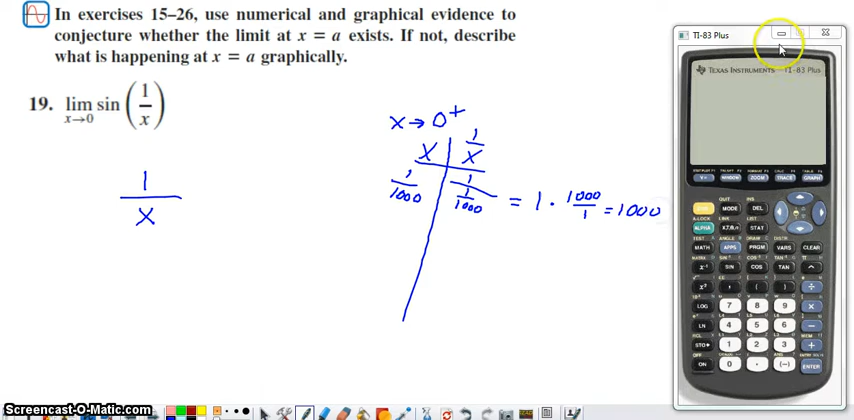 In exercises 15–26, use numerical and graphical evidence to
conjecture whether the limit at x = a exists. If not, describe
what is happening at x = a graphically.
19. lim x→0 sin (1/x)
x → 0⁺
x | 1/x
1/1000 | 1/(1/1000) = 1 · 1000/1 = 1000
1/x
TI-83 Plus
TEXAS INSTRUMENTS TI-83 Plus
Y= WINDOW ZOOM TRACE GRAPH
2ND MODE DEL
ALPHA X,T,θ,n STAT
MATH APPS PRGM VARS CLEAR
x⁻¹ SIN COS TAN ^
x² , ( ) ÷
LOG 7 8 9 ×
LN 4 5 6 −
STO 1 2 3 +
ON 0 . (−) ENTER
Screencast-O-Matic.com